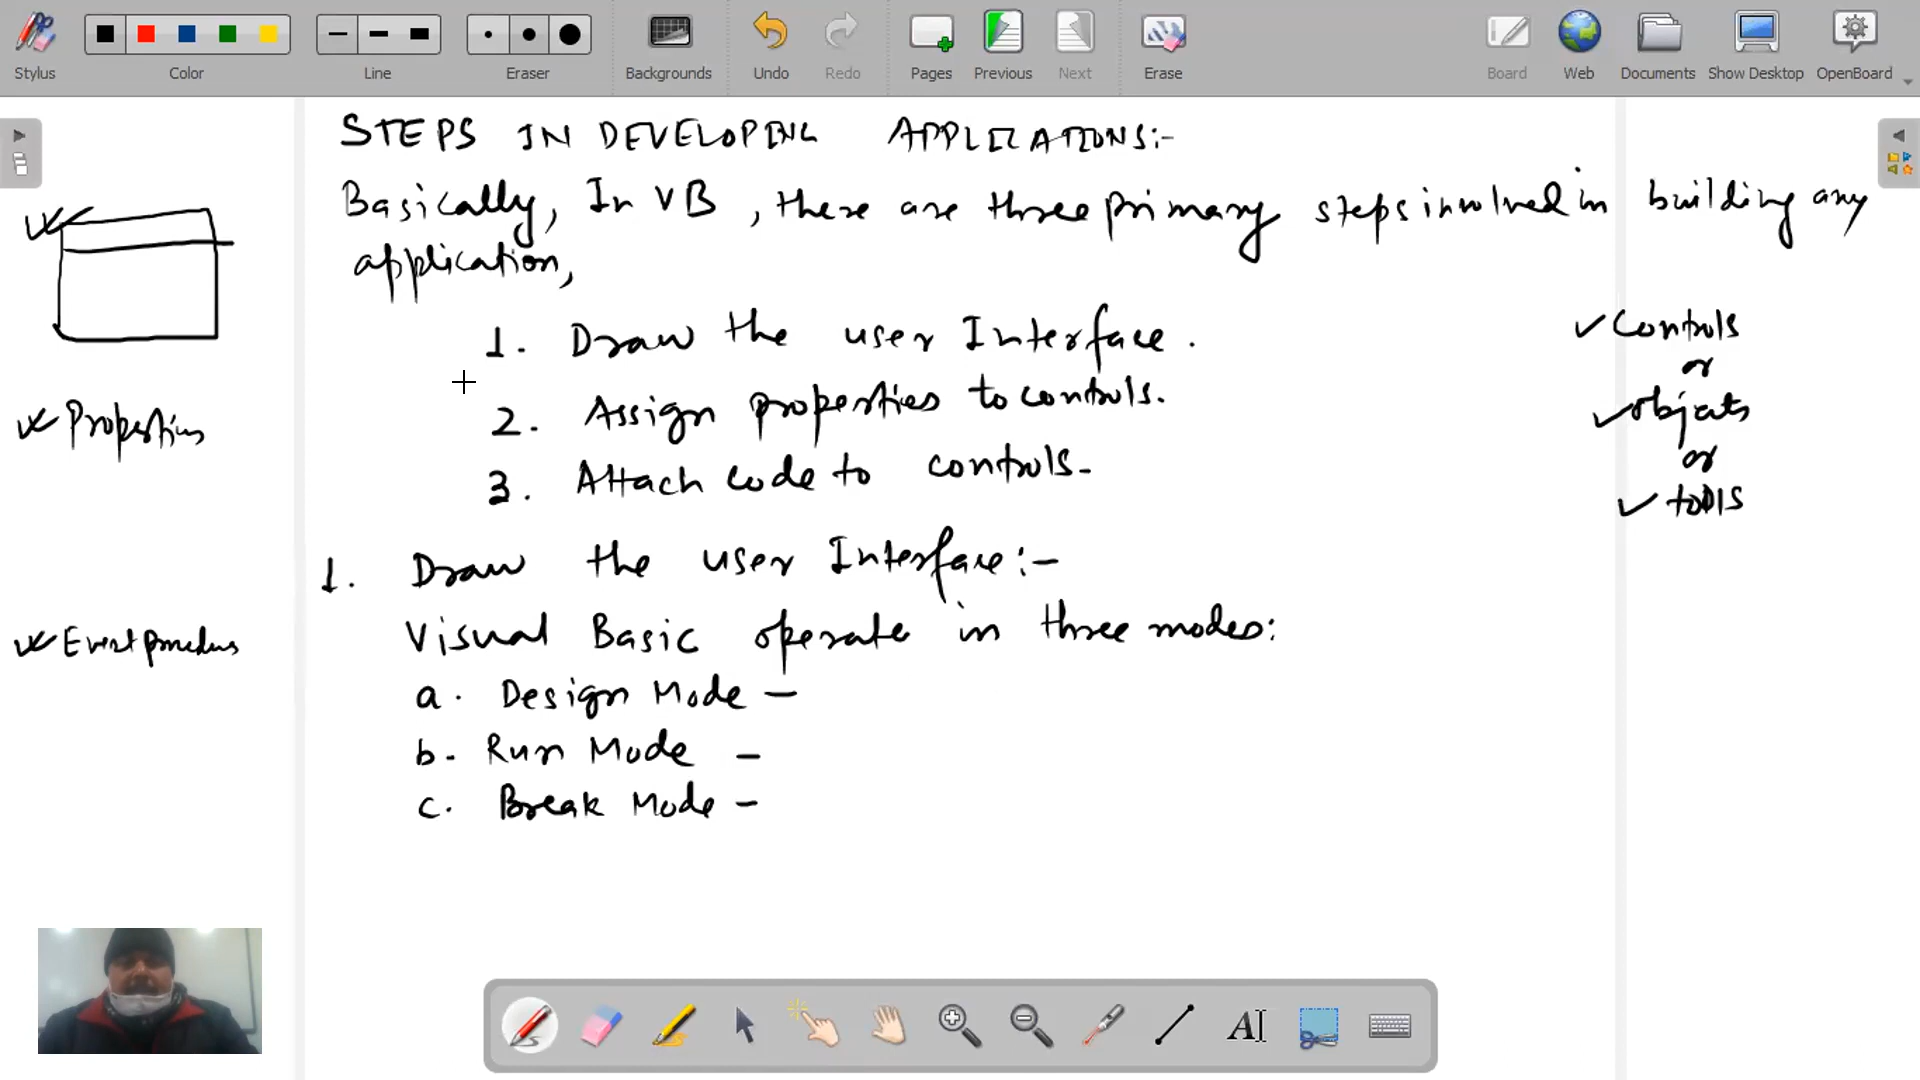 Stylus
Color
Line
Eraser
Backgrounds
Undo
Redo
Pages
Previous
Next
Erase
Board
Web
Documents
Show Desktop
OpenBoard
STEPS IN DEVELOPING APPLICATIONS:-
Basically, In VB, there are three primary steps involved in building any
application,
1. Draw the user Interface.
2. Assign properties to controls.
3. Attach code to controls.
1. Draw the user Interface:-
Visual Basic operate in three modes:
a. Design Mode -
b. Run Mode -
c. Break Mode -
Properties
Controls
or
objects
or
tools
AI